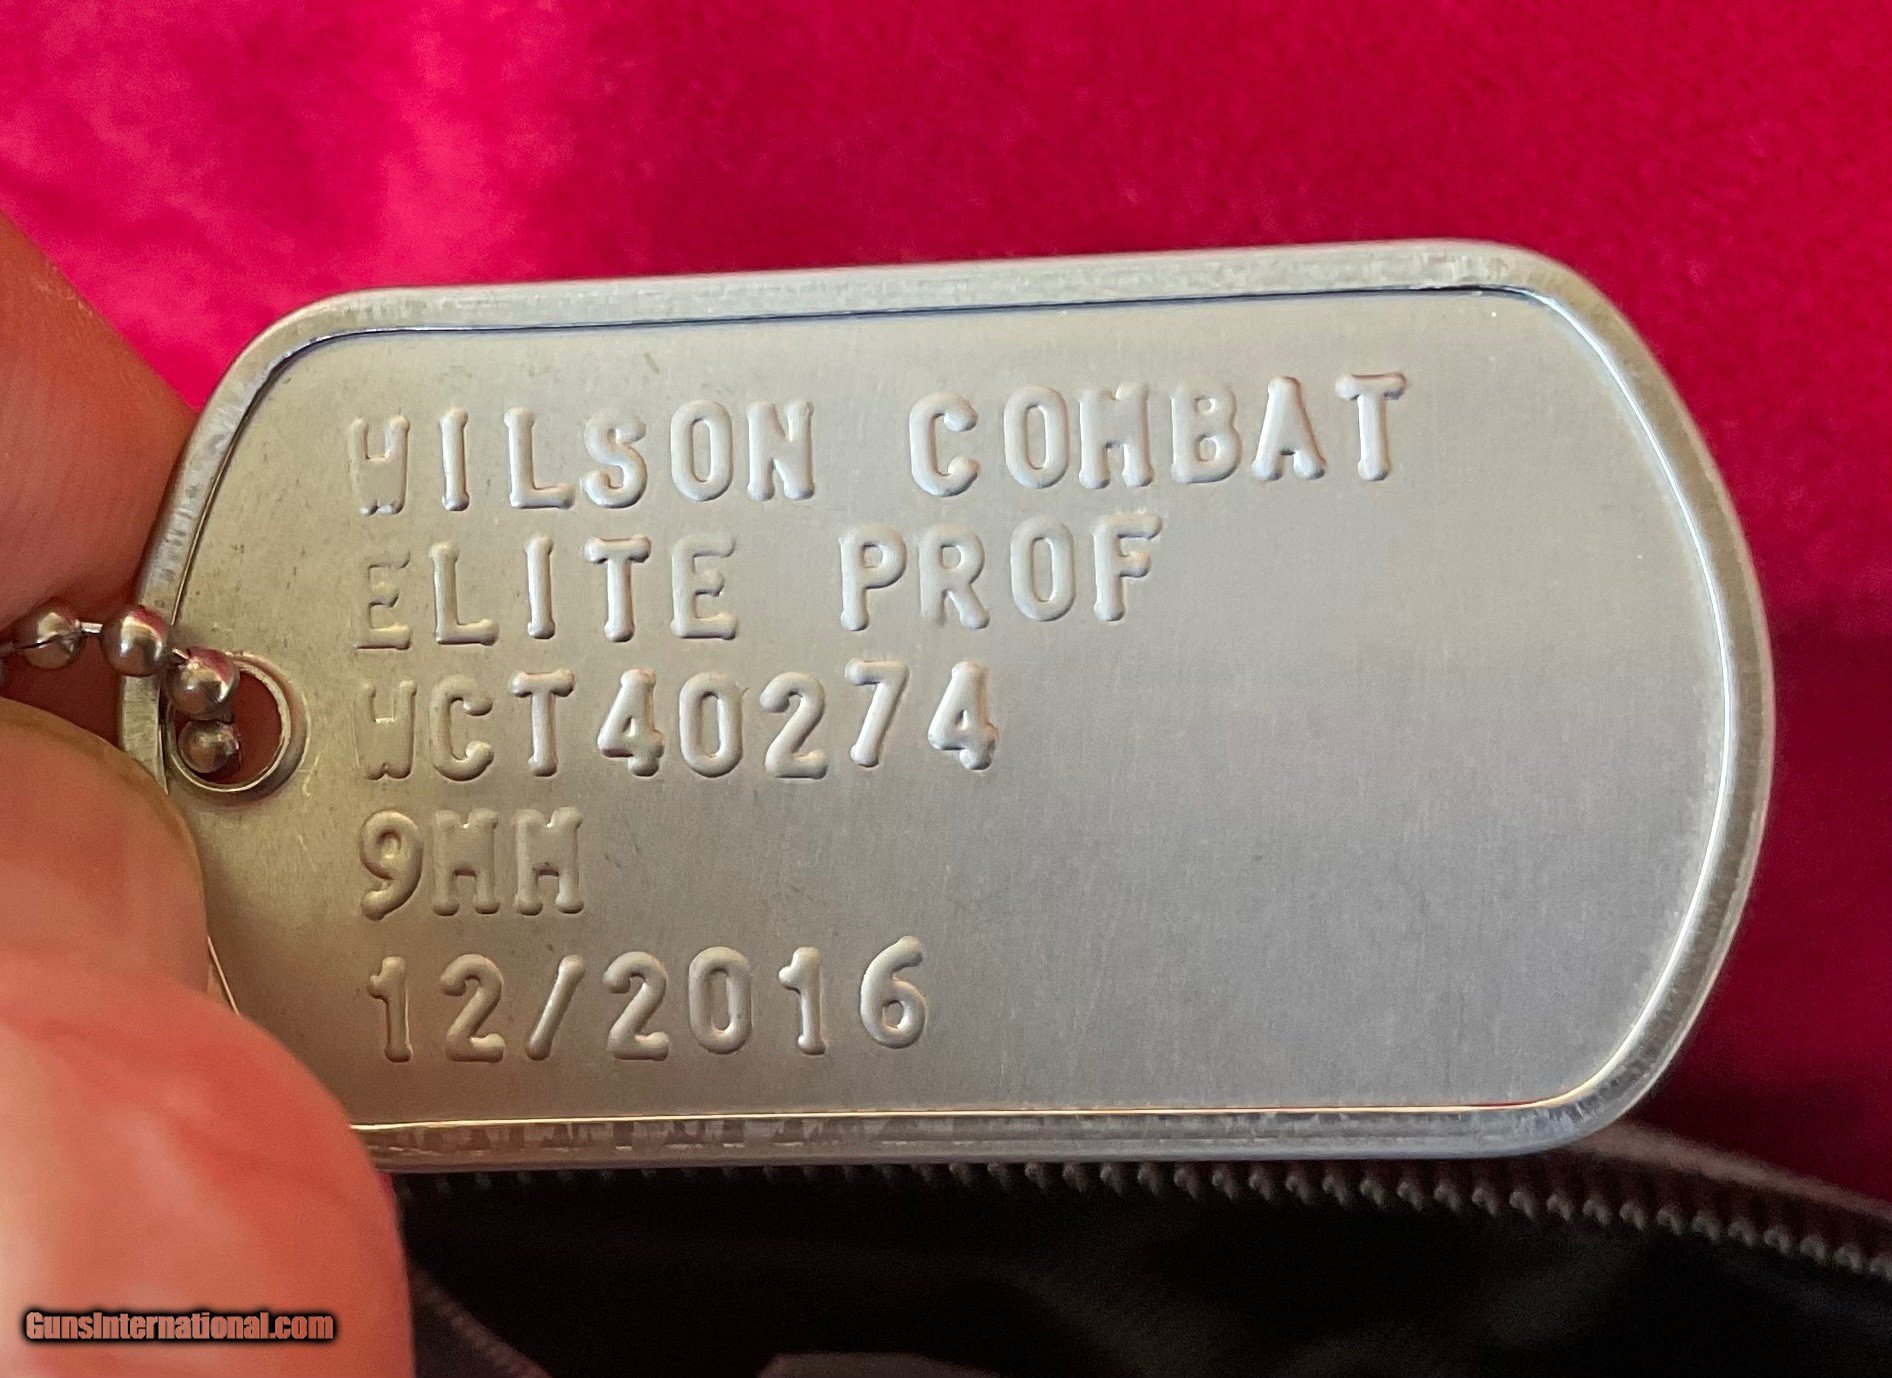 WILSON COMBAT
ELITE PROF
WCT40274
9MM
12/2016
GunsInternational.com